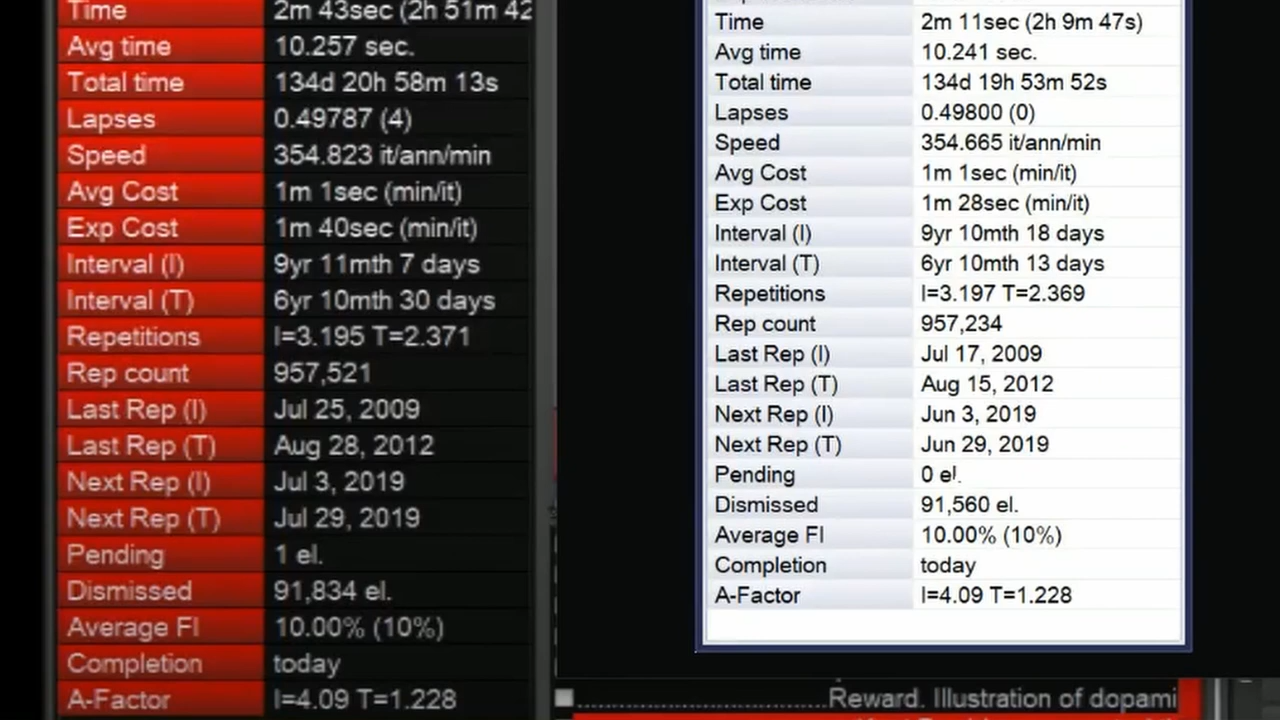 Time 2m 43sec (2h 51m 42
Avg time 10.257 sec.
Total time 134d 20h 58m 13s
Lapses 0.49787 (4)
Speed 354.823 it/ann/min
Avg Cost 1m 1sec (min/it)
Exp Cost 1m 40sec (min/it)
Interval (I) 9yr 11mth 7 days
Interval (T) 6yr 10mth 30 days
Repetitions I=3.195 T=2.371
Rep count 957,521
Last Rep (I) Jul 25, 2009
Last Rep (T) Aug 28, 2012
Next Rep (I) Jul 3, 2019
Next Rep (T) Jul 29, 2019
Pending 1 el.
Dismissed 91,834 el.
Average FI 10.00% (10%)
Completion today
A-Factor I=4.09 T=1.228
Time 2m 11sec (2h 9m 47s)
Avg time 10.241 sec.
Total time 134d 19h 53m 52s
Lapses 0.49800 (0)
Speed 354.665 it/ann/min
Avg Cost 1m 1sec (min/it)
Exp Cost 1m 28sec (min/it)
Interval (I) 9yr 10mth 18 days
Interval (T) 6yr 10mth 13 days
Repetitions I=3.197 T=2.369
Rep count 957,234
Last Rep (I) Jul 17, 2009
Last Rep (T) Aug 15, 2012
Next Rep (I) Jun 3, 2019
Next Rep (T) Jun 29, 2019
Pending 0 el.
Dismissed 91,560 el.
Average FI 10.00% (10%)
Completion today
A-Factor I=4.09 T=1.228
Reward. Illustration of dopami